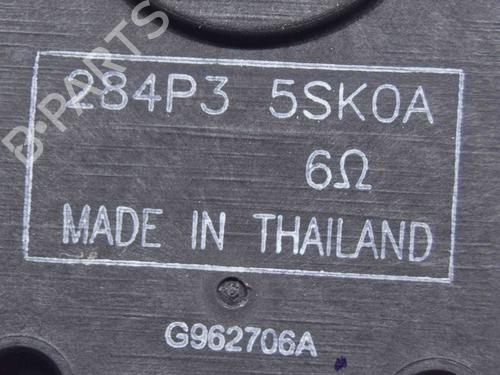 B-PARTS
284P3 5SK0A
6Ω
MADE IN THAILAND
G962706A